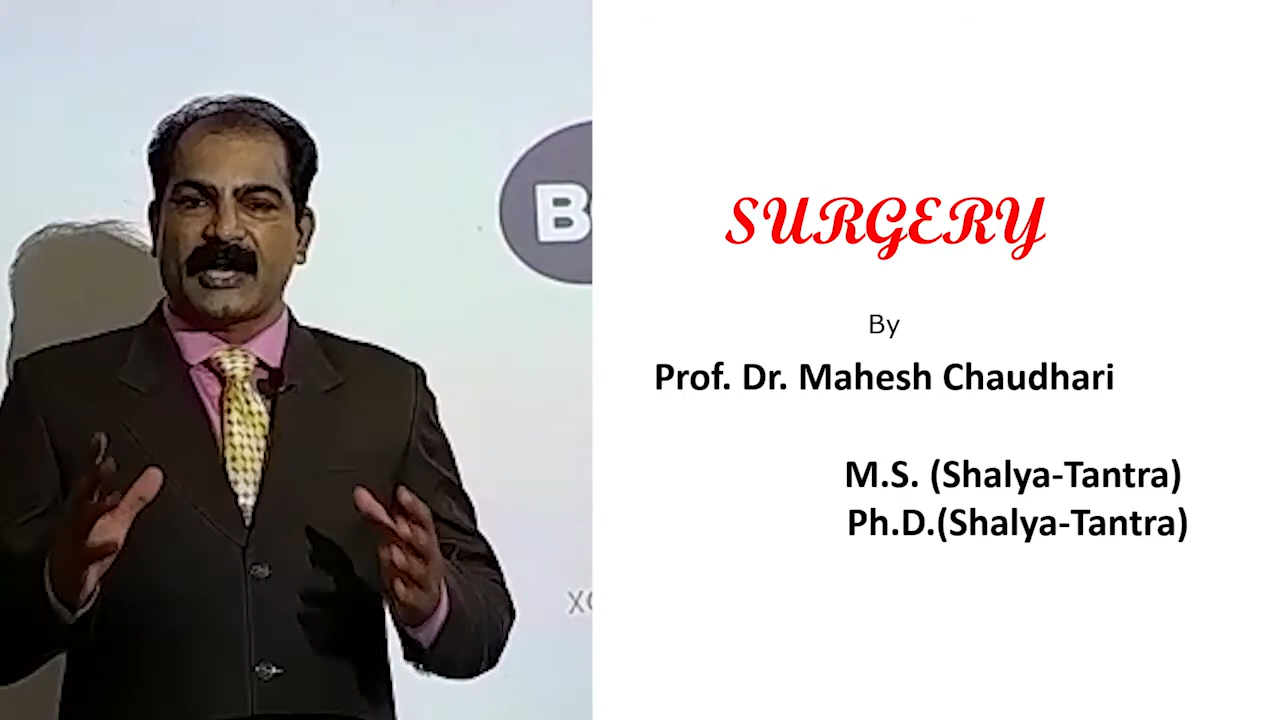 B
SURGERY
By
Prof. Dr. Mahesh Chaudhari
M.S. (Shalya-Tantra)
Ph.D.(Shalya-Tantra)